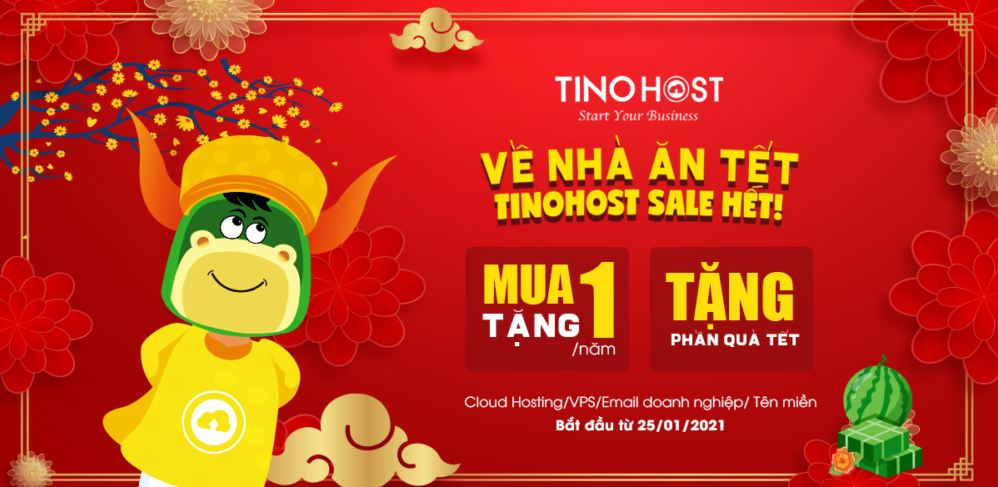 TINOHOST
Start Your Business
VỀ NHÀ ĂN TẾT
TINOHOST SALE HẾT!
MUA 1
TẶNG
/năm
TẶNG
PHẦN QUÀ TẾT
Cloud Hosting/VPS/Email doanh nghiệp/ Tên miền
Bắt đầu từ 25/01/2021